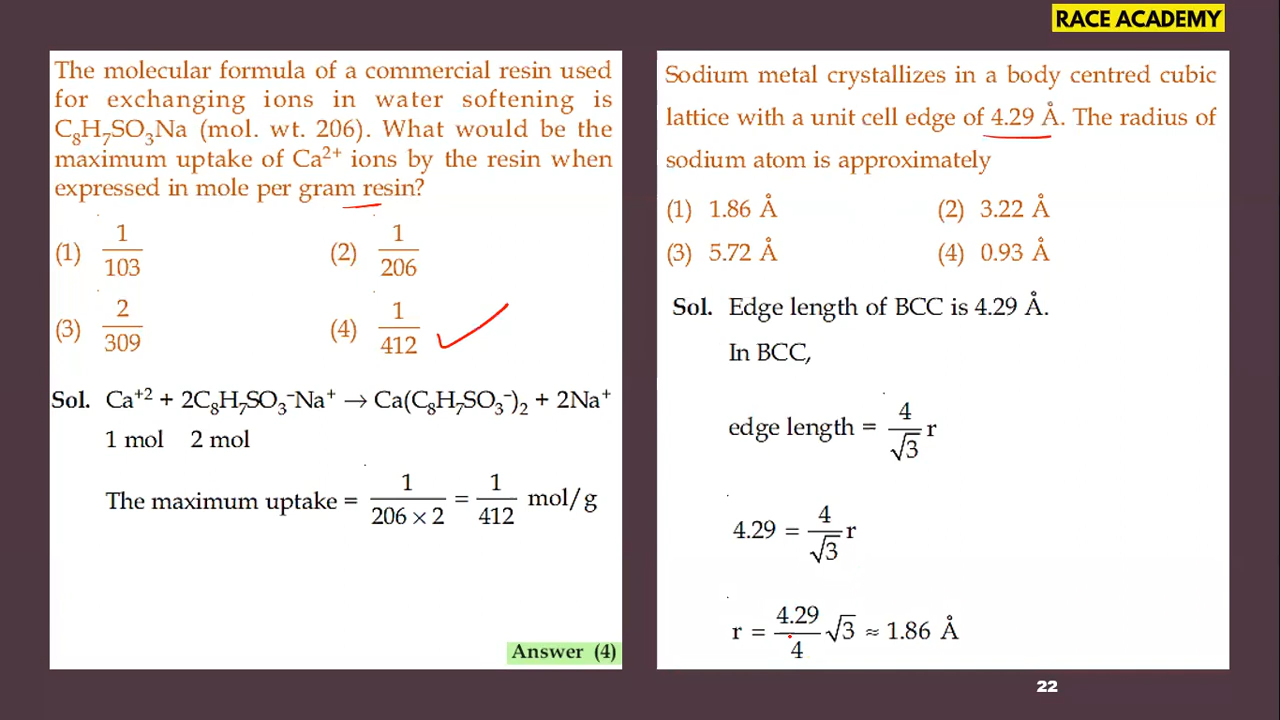 RACE ACADEMY
The molecular formula of a commercial resin used
for exchanging ions in water softening is
C₈H₇SO₃Na (mol. wt. 206). What would be the
maximum uptake of Ca²⁺ ions by the resin when
expressed in mole per gram resin?
(1) 1/103 (2) 1/206
(3) 2/309 (4) 1/412
Sol. Ca⁺² + 2C₈H₇SO₃⁻Na⁺ → Ca(C₈H₇SO₃⁻)₂ + 2Na⁺
1 mol 2 mol
The maximum uptake = 1/(206 × 2) = 1/412 mol/g
Answer (4)
Sodium metal crystallizes in a body centred cubic
lattice with a unit cell edge of 4.29 Å. The radius of
sodium atom is approximately
(1) 1.86 Å (2) 3.22 Å
(3) 5.72 Å (4) 0.93 Å
Sol. Edge length of BCC is 4.29 Å.
In BCC,
edge length = 4/√3 r
4.29 = 4/√3 r
r = 4.29/4 √3 ≈ 1.86 Å
22